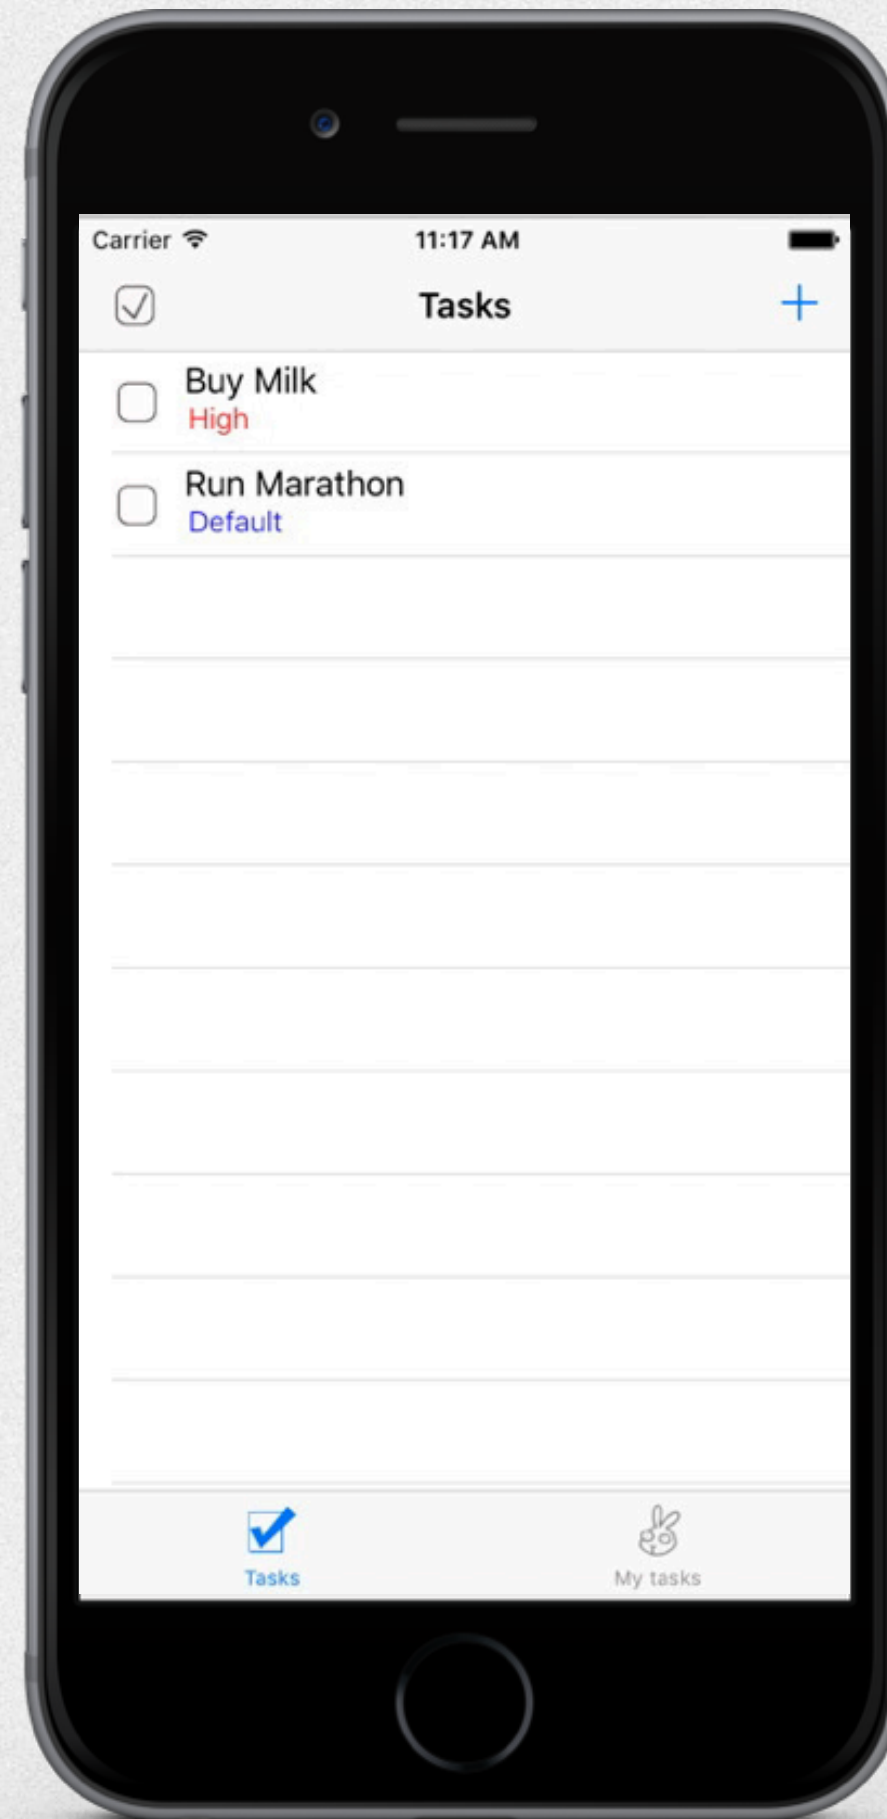 Carrier 11:17 AM
Tasks
Buy Milk
High
Run Marathon
Default
Tasks
My tasks